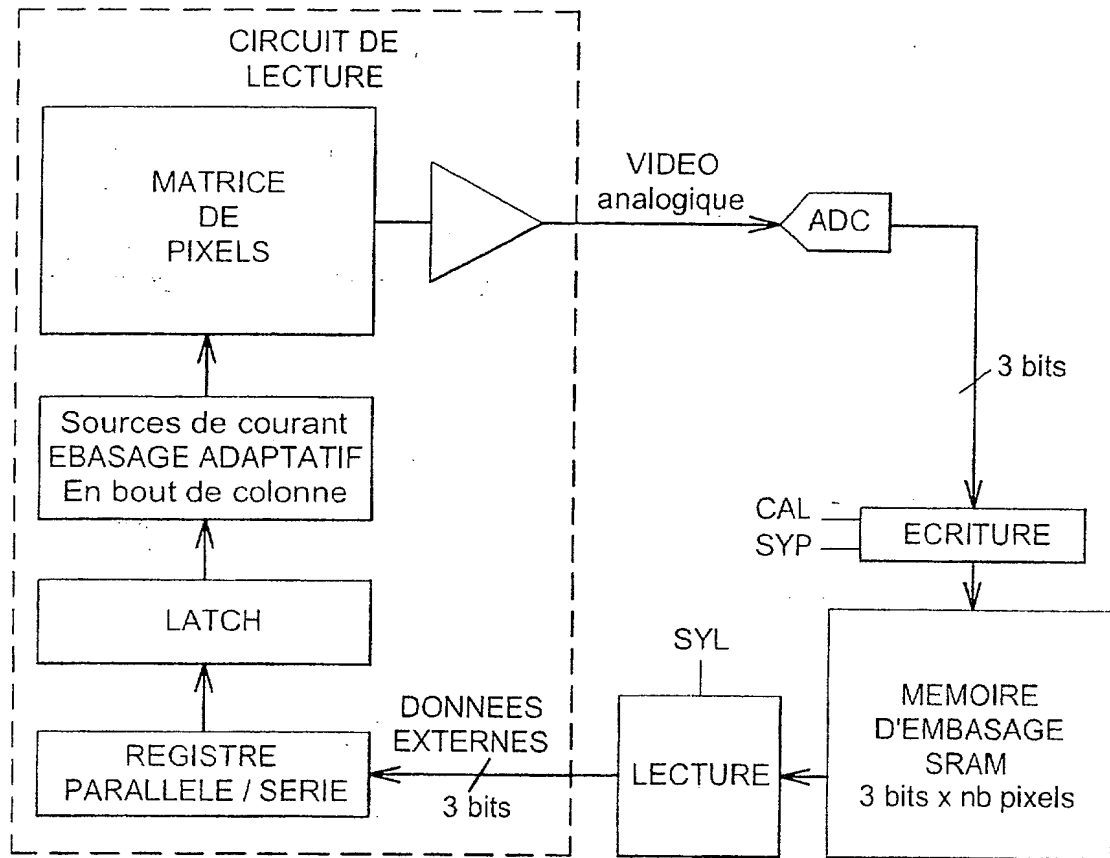 CIRCUIT DE
LECTURE
MATRICE
DE
PIXELS
VIDEO
analogique
ADC
3 bits
Sources de courant
EBASAGE ADAPTATIF
En bout de colonne
CAL
SYP
ECRITURE
LATCH
SYL
MEMOIRE
D'EMBASAGE
SRAM
3 bits x nb pixels
LECTURE
DONNEES
EXTERNES
3 bits
REGISTRE
PARALLELE / SERIE